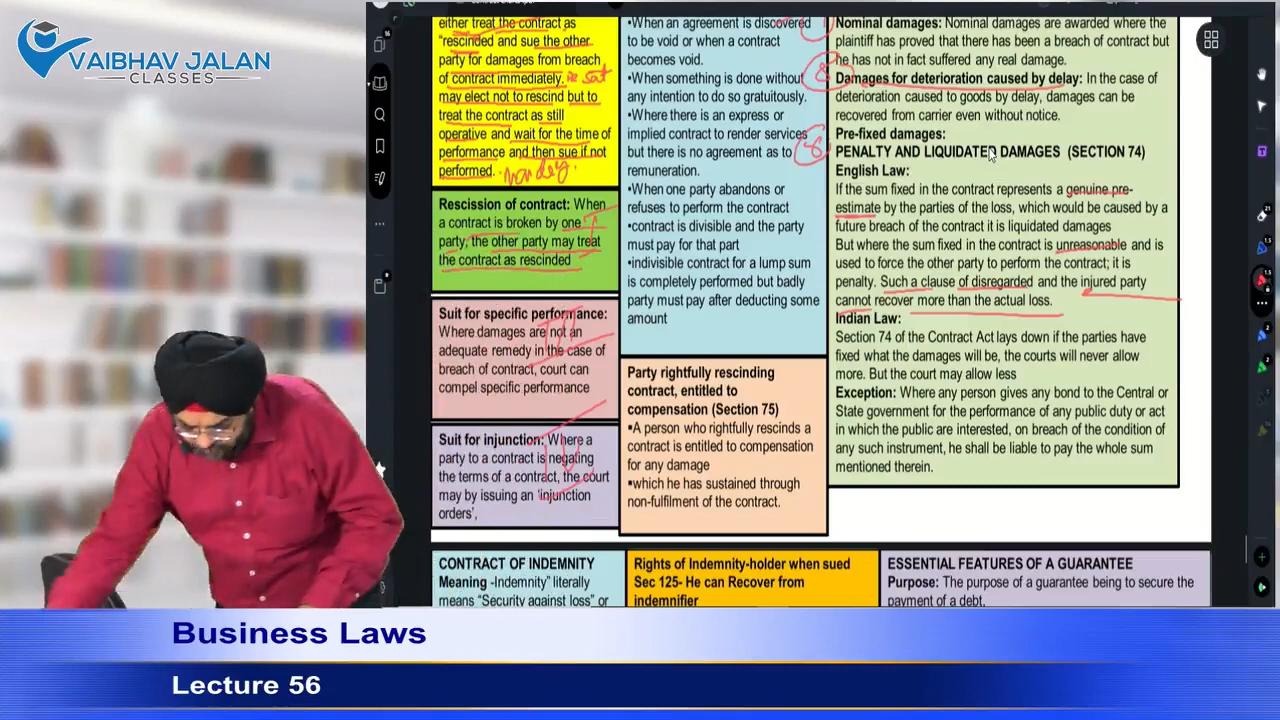 VAIBHAV JALAN
CLASSES
either treat the contract as
"rescinded and sue the other
party for damages from breach
of contract immediately.
may elect not to rescind but to
treat the contract as still
operative and wait for the time of
performance and then sue if not
performed.
Rescission of contract: When
a contract is broken by one
party, the other party may treat
the contract as rescinded
Suit for specific performance:
Where damages are not an
adequate remedy in the case of
breach of contract, court can
compel specific performance
Suit for injunction: Where a
party to a contract is negating
the terms of a contract, the court
may by issuing an 'injunction
orders',
•When an agreement is discovered
to be void or when a contract
becomes void.
•When something is done without
any intention to do so gratuitously.
•Where there is an express or
implied contract to render services
but there is no agreement as to
remuneration.
•When one party abandons or
refuses to perform the contract
•contract is divisible and the party
must pay for that part
•indivisible contract for a lump sum
is completely performed but badly
party must pay after deducting some
amount
Party rightfully rescinding
contract, entitled to
compensation (Section 75)
•A person who rightfully rescinds a
contract is entitled to compensation
for any damage
▪which he has sustained through
non-fulfilment of the contract.
Nominal damages: Nominal damages are awarded where the
plaintiff has proved that there has been a breach of contract but
he has not in fact suffered any real damage.
Damages for deterioration caused by delay: In the case of
deterioration caused to goods by delay, damages can be
recovered from carrier even without notice.
Pre-fixed damages:
PENALTY AND LIQUIDATED DAMAGES (SECTION 74)
English Law:
If the sum fixed in the contract represents a genuine pre-
estimate by the parties of the loss, which would be caused by a
future breach of the contract it is liquidated damages
But where the sum fixed in the contract is unreasonable and is
used to force the other party to perform the contract; it is
penalty. Such a clause of disregarded and the injured party
cannot recover more than the actual loss.
Indian Law:
Section 74 of the Contract Act lays down if the parties have
fixed what the damages will be, the courts will never allow
more. But the court may allow less
Exception: Where any person gives any bond to the Central or
State government for the performance of any public duty or act
in which the public are interested, on breach of the condition of
any such instrument, he shall be liable to pay the whole sum
mentioned therein.
CONTRACT OF INDEMNITY
Meaning -Indemnity" literally
means "Security against loss" or
Rights of Indemnity-holder when sued
Sec 125- He can Recover from
indemnifier
ESSENTIAL FEATURES OF A GUARANTEE
Purpose: The purpose of a guarantee being to secure the
payment of a debt.
Business Laws
Lecture 56